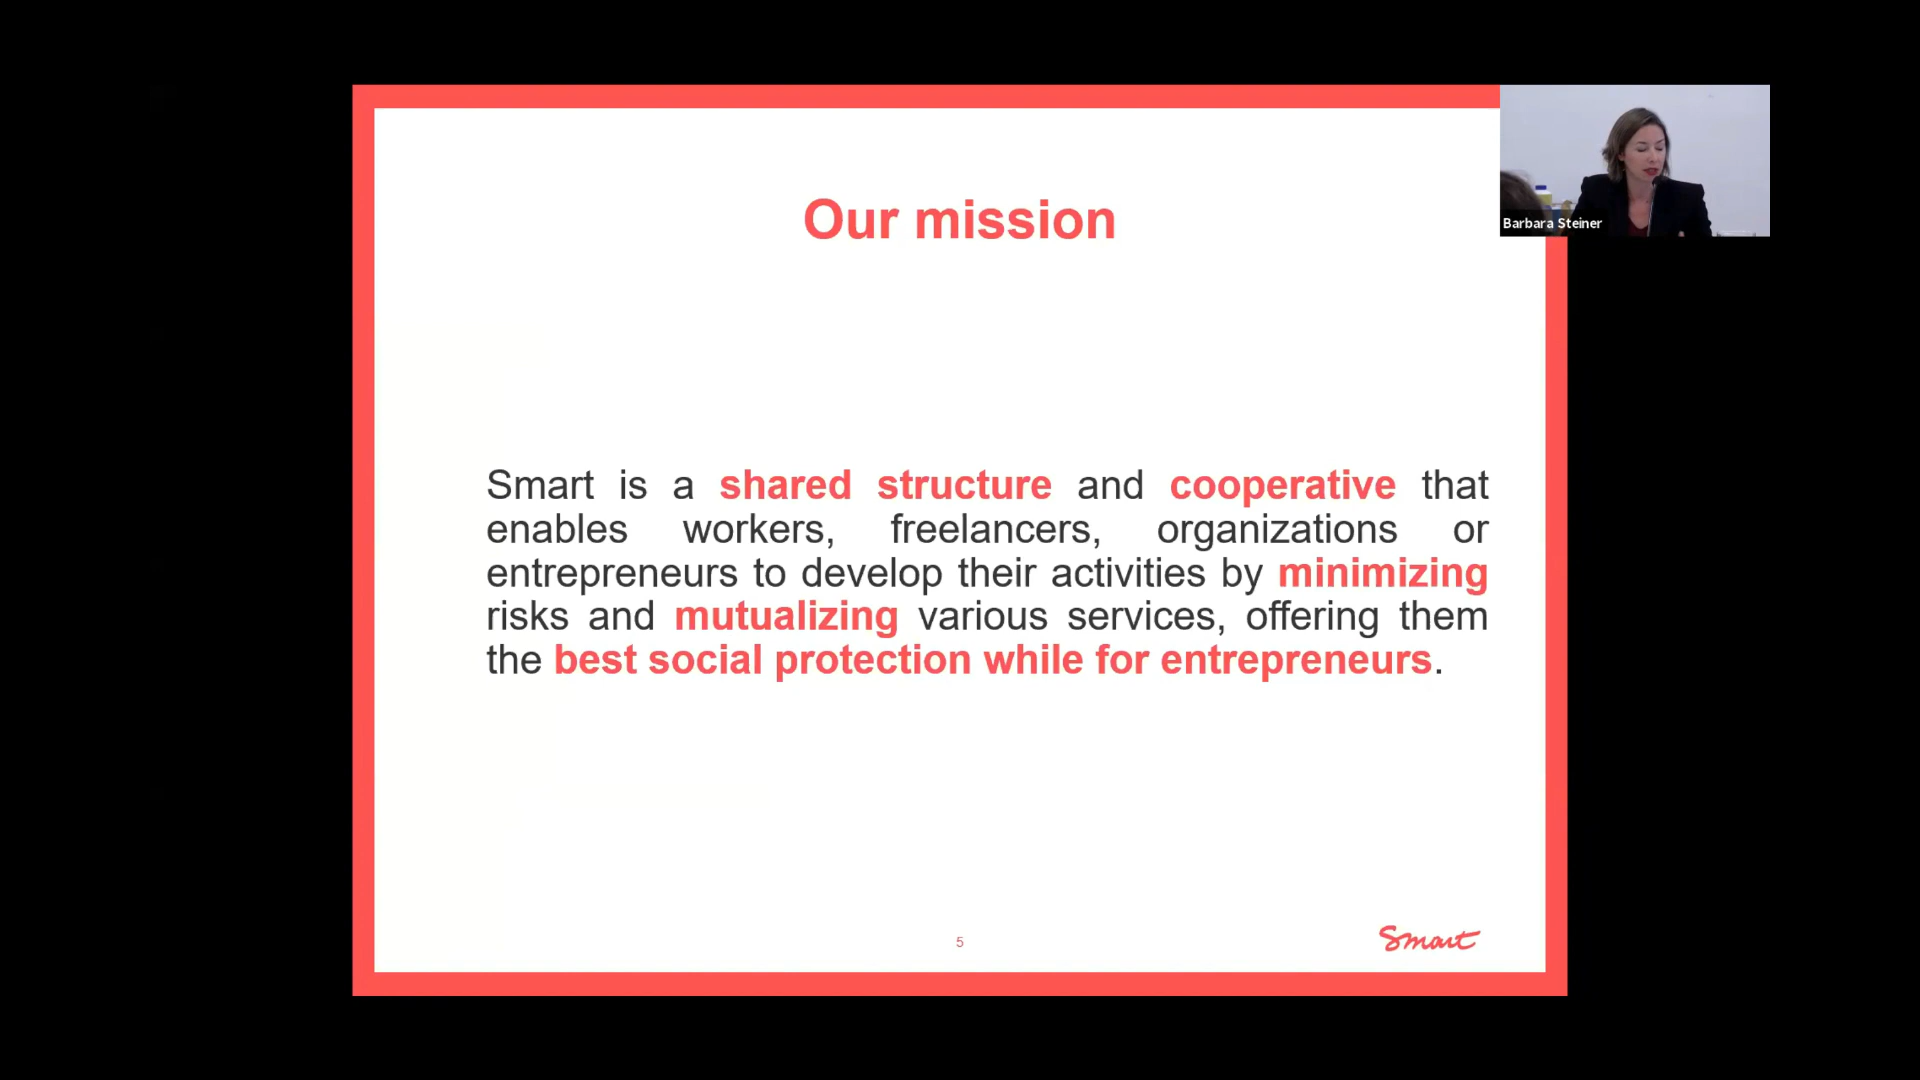 Our mission
Barbara Steiner
Smart is a shared structure and cooperative that
enables workers, freelancers, organizations or
entrepreneurs to develop their activities by minimizing
risks and mutualizing various services, offering them
the best social protection while for entrepreneurs.
5
Smart